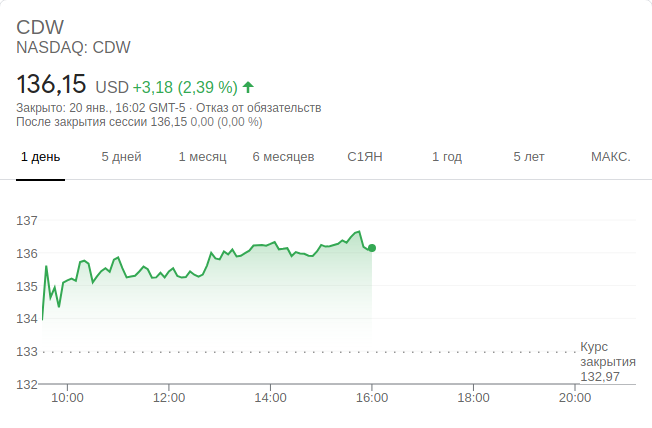 CDW
NASDAQ: CDW
136,15 USD +3,18 (2,39 %)
Закрыто: 20 янв., 16:02 GMT-5 · Отказ от обязательств
После закрытия сессии 136,15 0,00 (0,00 %)
1 день 5 дней 1 месяц 6 месяцев С1ЯН 1 год 5 лет МАКС.
137
136
135
134
133
Курс
закрытия
132,97
132
10:00 12:00 14:00 16:00 18:00 20:00